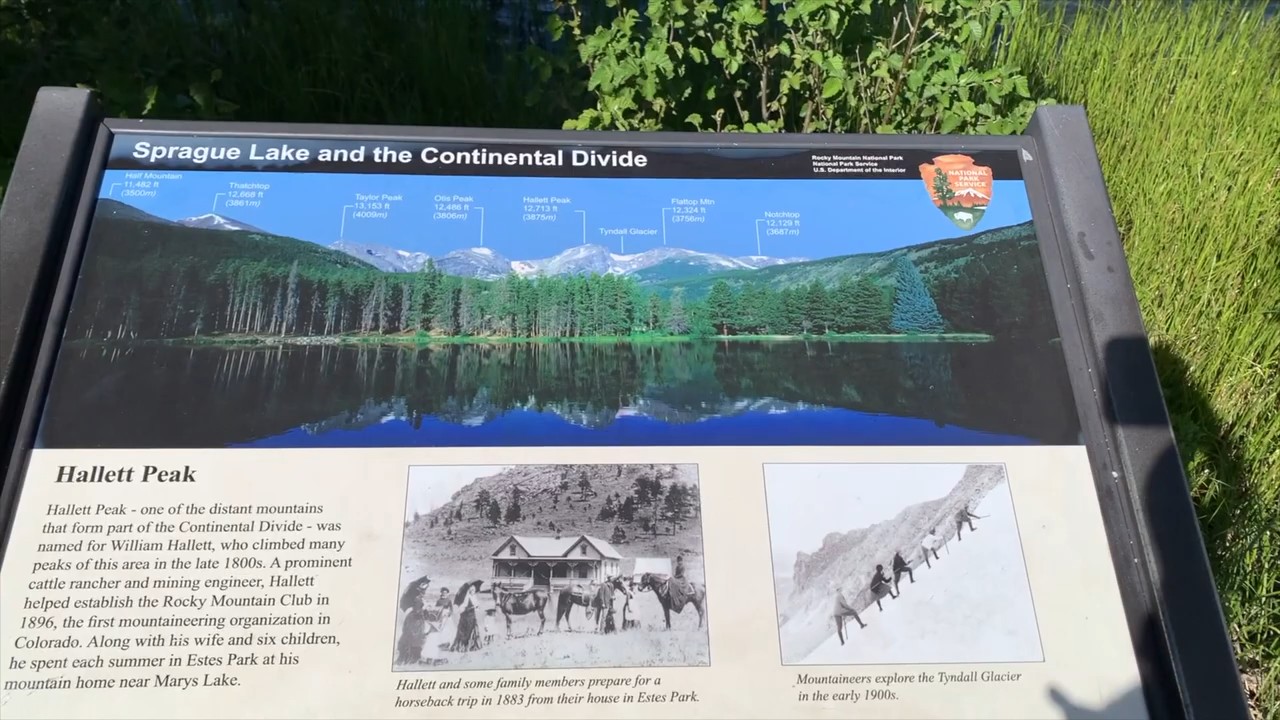 Sprague Lake and the Continental Divide
Rocky Mountain National Park
National Park Service
U.S. Department of the Interior
NATIONAL
PARK
SERVICE
Half Mountain
11,482 ft
(3500m)
Thatchtop
12,668 ft
(3861m)
Taylor Peak
13,153 ft
(4009m)
Otis Peak
12,486 ft
(3806m)
Hallett Peak
12,713 ft
(3875m)
Tyndall Glacier
Flattop Mtn
12,324 ft
(3756m)
Notchtop
12,129 ft
(3687m)
Hallett Peak
Hallett Peak - one of the distant mountains
that form part of the Continental Divide - was
named for William Hallett, who climbed many
peaks of this area in the late 1800s. A prominent
cattle rancher and mining engineer, Hallett
helped establish the Rocky Mountain Club in
1896, the first mountaineering organization in
Colorado. Along with his wife and six children,
he spent each summer in Estes Park at his
mountain home near Marys Lake.
Hallett and some family members prepare for a
horseback trip in 1883 from their house in Estes Park.
Mountaineers explore the Tyndall Glacier
in the early 1900s.